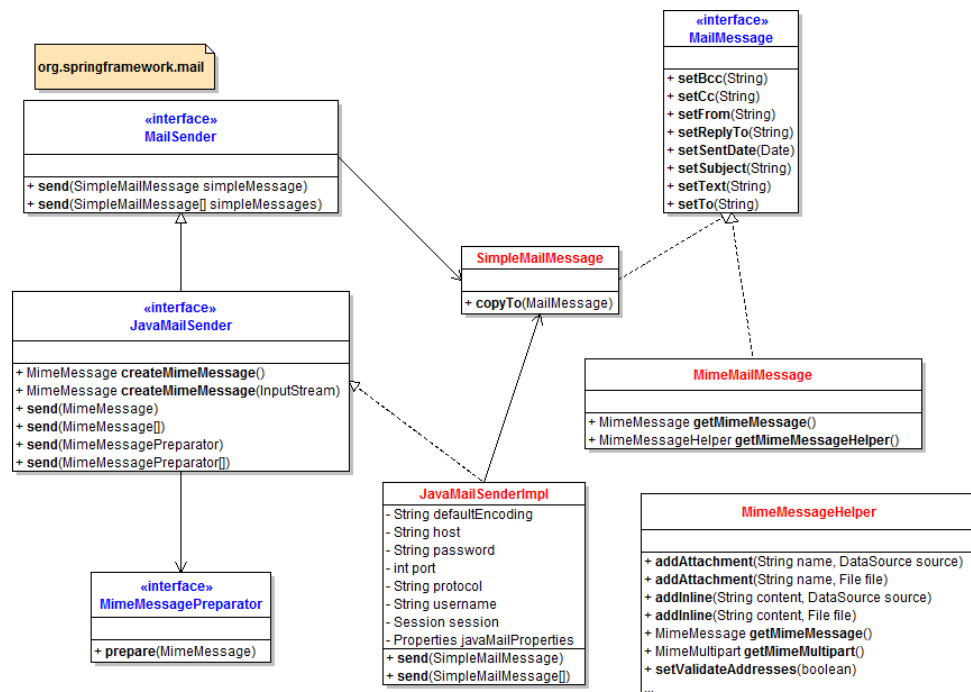 org.springframework.mail
«interface»
MailSender
+ send(SimpleMailMessage simpleMessage)
+ send(SimpleMailMessage[] simpleMessages)
«interface»
MailMessage
+ setBcc(String)
+ setCc(String)
+ setFrom(String)
+ setReplyTo(String)
+ setSentDate(Date)
+ setSubject(String)
+ setText(String)
+ setTo(String)
SimpleMailMessage
+ copyTo(MailMessage)
«interface»
JavaMailSender
+ MimeMessage createMimeMessage()
+ MimeMessage createMimeMessage(InputStream)
+ send(MimeMessage)
+ send(MimeMessage[])
+ send(MimeMessagePreparator)
+ send(MimeMessagePreparator[])
MimeMailMessage
+ MimeMessage getMimeMessage()
+ MimeMessageHelper getMimeMessageHelper()
JavaMailSenderImpl
- String defaultEncoding
- String host
- String password
- int port
- String protocol
- String username
- Session session
- Properties javaMailProperties
+ send(SimpleMailMessage)
+ send(SimpleMailMessage[])
MimeMessageHelper
+ addAttachment(String name, DataSource source)
+ addAttachment(String name, File file)
+ addInline(String content, DataSource source)
+ addInline(String content, File file)
+ MimeMessage getMimeMessage()
+ MimeMultipart getMimeMultipart()
+ setValidateAddresses(boolean)
...
«interface»
MimeMessagePreparator
+ prepare(MimeMessage)